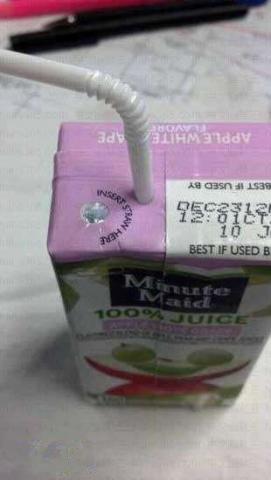 APPLE WHITE GRAPE
FLAVORED
INSERT STRAW HERE
BEST IF USED BY
DEC2312
12:01CT
10 J
BEST IF USED B
Minute
Maid
100% JUICE